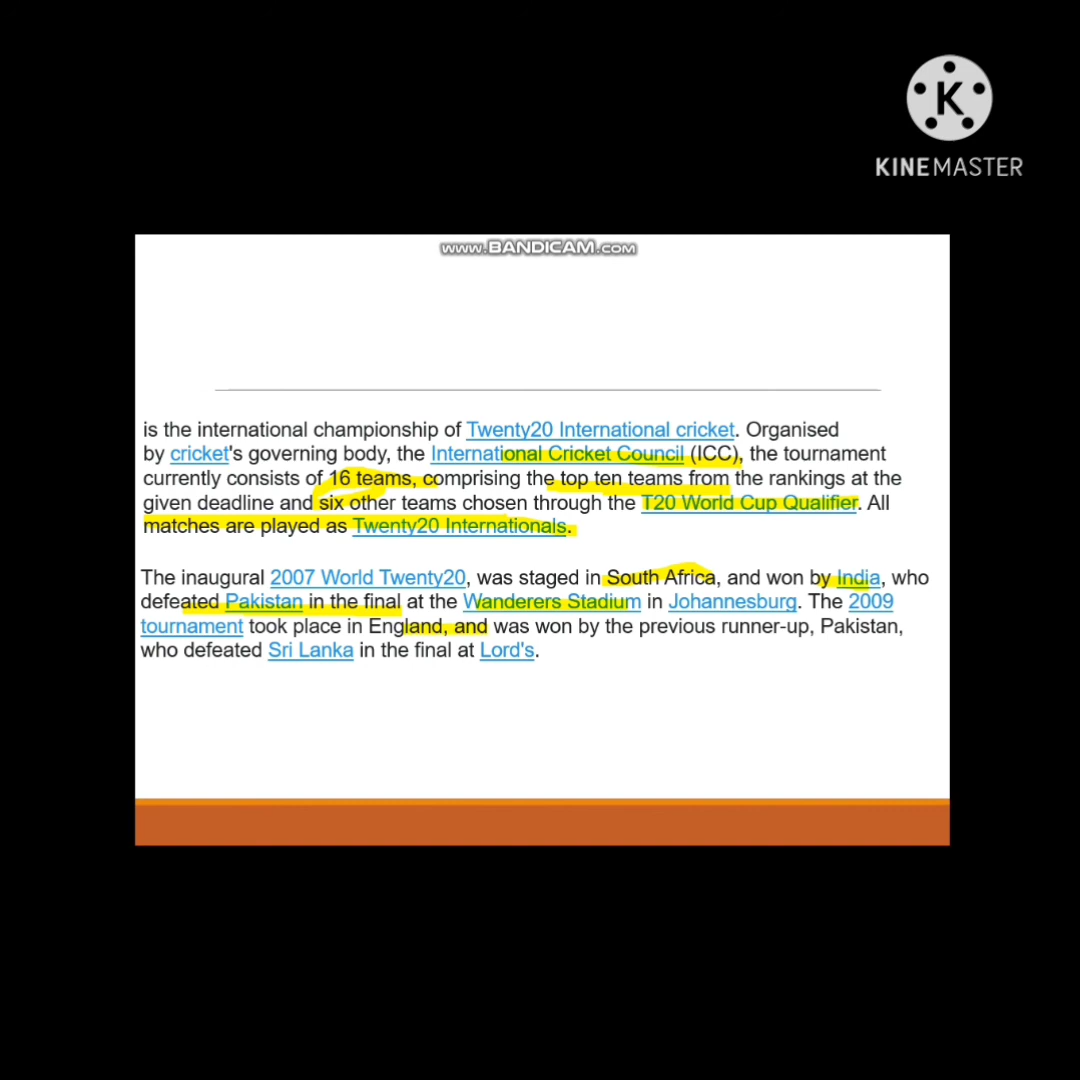 K
KINEMASTER
www.BANDICAM.com
is the international championship of Twenty20 International cricket. Organised
by cricket's governing body, the International Cricket Council (ICC), the tournament
currently consists of 16 teams, comprising the top ten teams from the rankings at the
given deadline and six other teams chosen through the T20 World Cup Qualifier. All
matches are played as Twenty20 Internationals.
The inaugural 2007 World Twenty20, was staged in South Africa, and won by India, who
defeated Pakistan in the final at the Wanderers Stadium in Johannesburg. The 2009
tournament took place in England, and was won by the previous runner-up, Pakistan,
who defeated Sri Lanka in the final at Lord's.